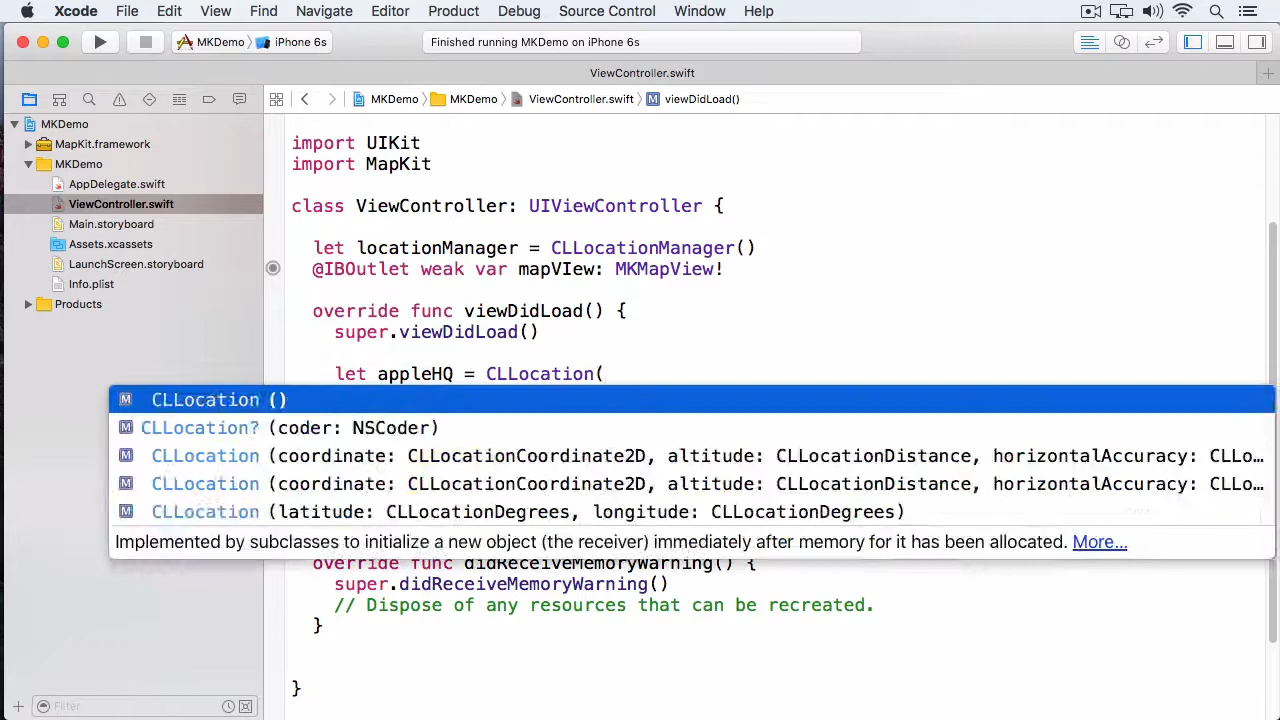 Xcode File Edit View Find Navigate Editor Product Debug Source Control Window Help
MKDemo iPhone 6s Finished running MKDemo on iPhone 6s
ViewController.swift
MKDemo MKDemo ViewController.swift M viewDidLoad()
MKDemo
MapKit.framework
MKDemo
AppDelegate.swift
ViewController.swift
Main.storyboard
Assets.xcassets
LaunchScreen.storyboard
Info.plist
Products
Filter
import UIKit
import MapKit
class ViewController: UIViewController {
let locationManager = CLLocationManager()
@IBOutlet weak var mapVIew: MKMapView!
override func viewDidLoad() {
super.viewDidLoad()
let appleHQ = CLLocation(
M CLLocation ()
M CLLocation? (coder: NSCoder)
M CLLocation (coordinate: CLLocationCoordinate2D, altitude: CLLocationDistance, horizontalAccuracy: CLLo…
M CLLocation (coordinate: CLLocationCoordinate2D, altitude: CLLocationDistance, horizontalAccuracy: CLLo…
M CLLocation (latitude: CLLocationDegrees, longitude: CLLocationDegrees)
Implemented by subclasses to initialize a new object (the receiver) immediately after memory for it has been allocated. More...
override func didReceiveMemoryWarning() {
super.didReceiveMemoryWarning()
// Dispose of any resources that can be recreated.
}
}